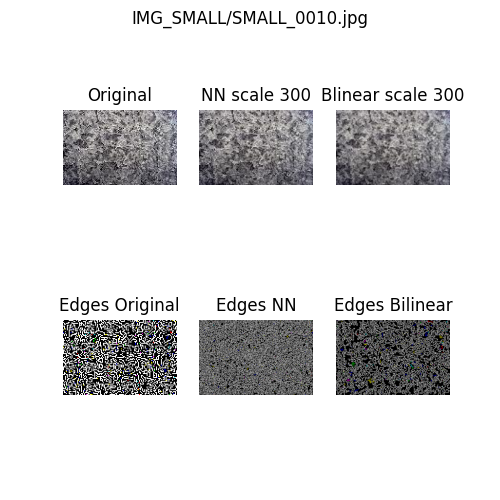 IMG_SMALL/SMALL_0010.jpg
Original
NN scale 300
Blinear scale 300
Edges Original
Edges NN
Edges Bilinear